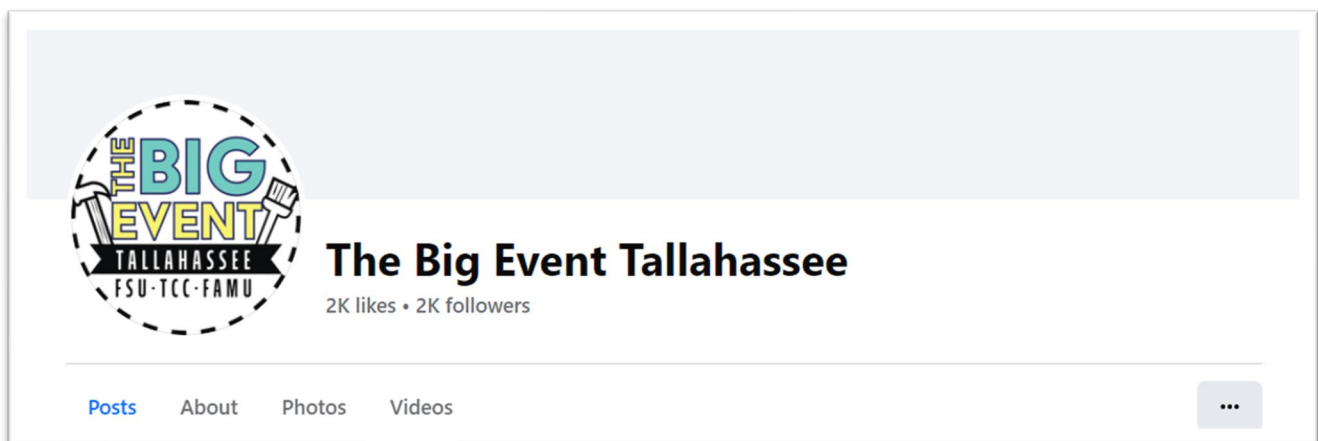 THE BIG
EVENT
TALLAHASSEE
FSU·TCC·FAMU
The Big Event Tallahassee
2K likes • 2K followers
Posts About Photos Videos